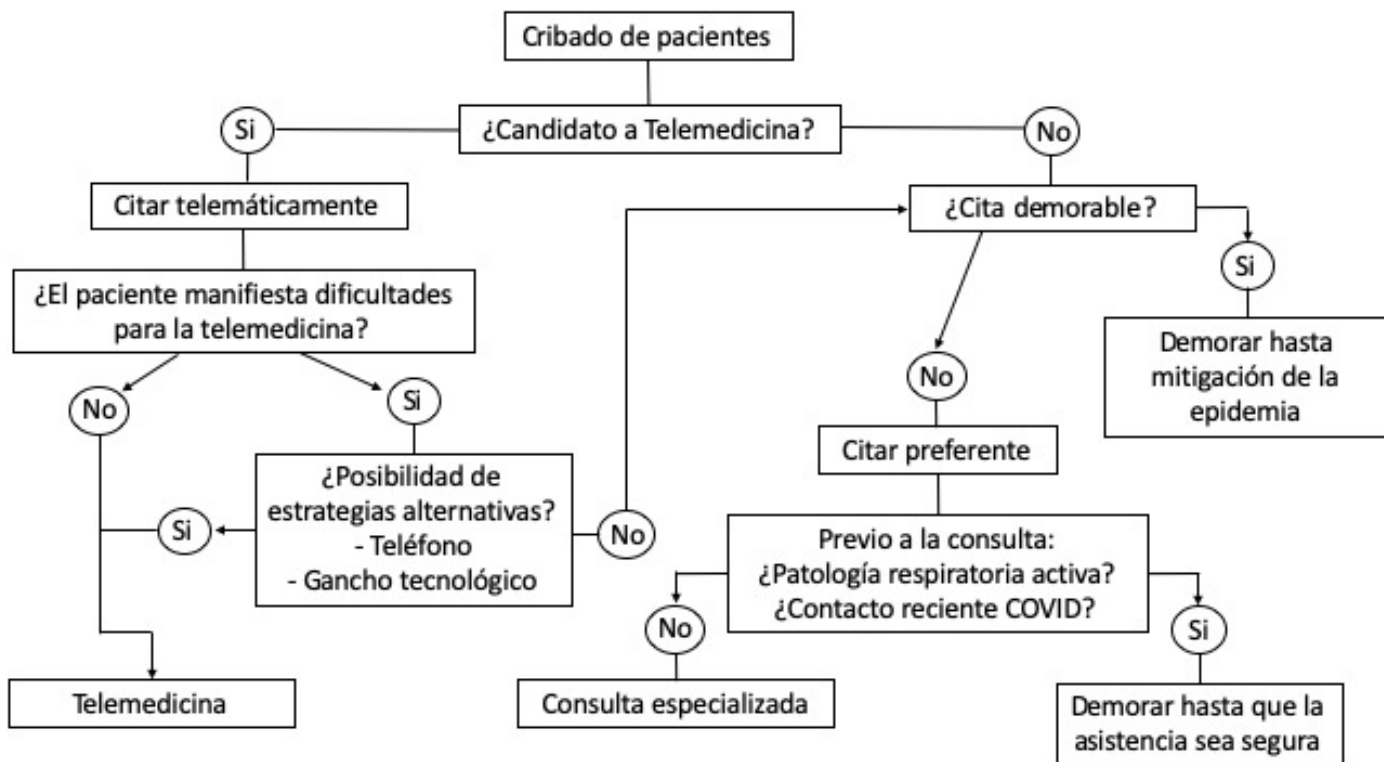 Cribado de pacientes
¿Candidato a Telemedicina?
Si
No
Citar telemáticamente
¿Cita demorable?
¿El paciente manifiesta dificultades
para la telemedicina?
Si
Demorar hasta
mitigación de la
epidemia
No
Si
No
Citar preferente
¿Posibilidad de
estrategias alternativas?
- Teléfono
- Gancho tecnológico
Si
No
Previo a la consulta:
¿Patología respiratoria activa?
¿Contacto reciente COVID?
No
Si
Telemedicina
Consulta especializada
Demorar hasta que la
asistencia sea segura